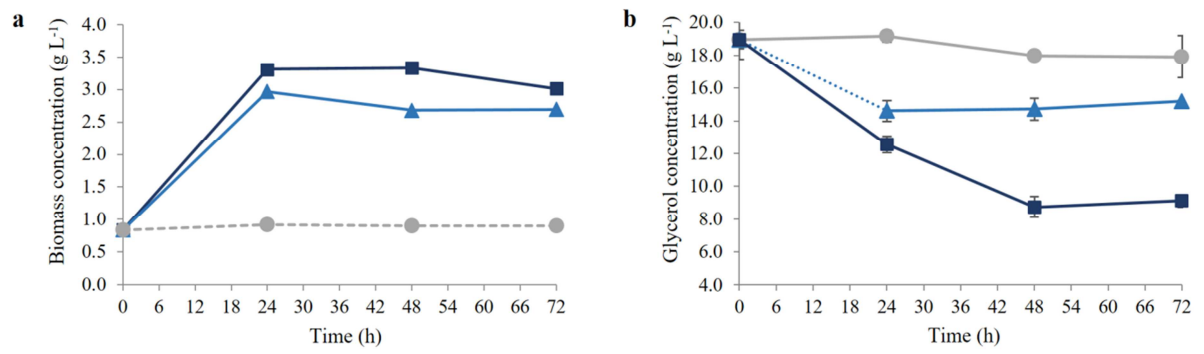 a
Biomass concentration (g L⁻¹)
4.0
3.5
3.0
2.5
2.0
1.5
1.0
0.5
0.0
0 6 12 18 24 30 36 42 48 54 60 66 72
Time (h)
b
Glycerol concentration (g L⁻¹)
20.0
18.0
16.0
14.0
12.0
10.0
8.0
6.0
4.0
0 6 12 18 24 30 36 42 48 54 60 66 72
Time (h)